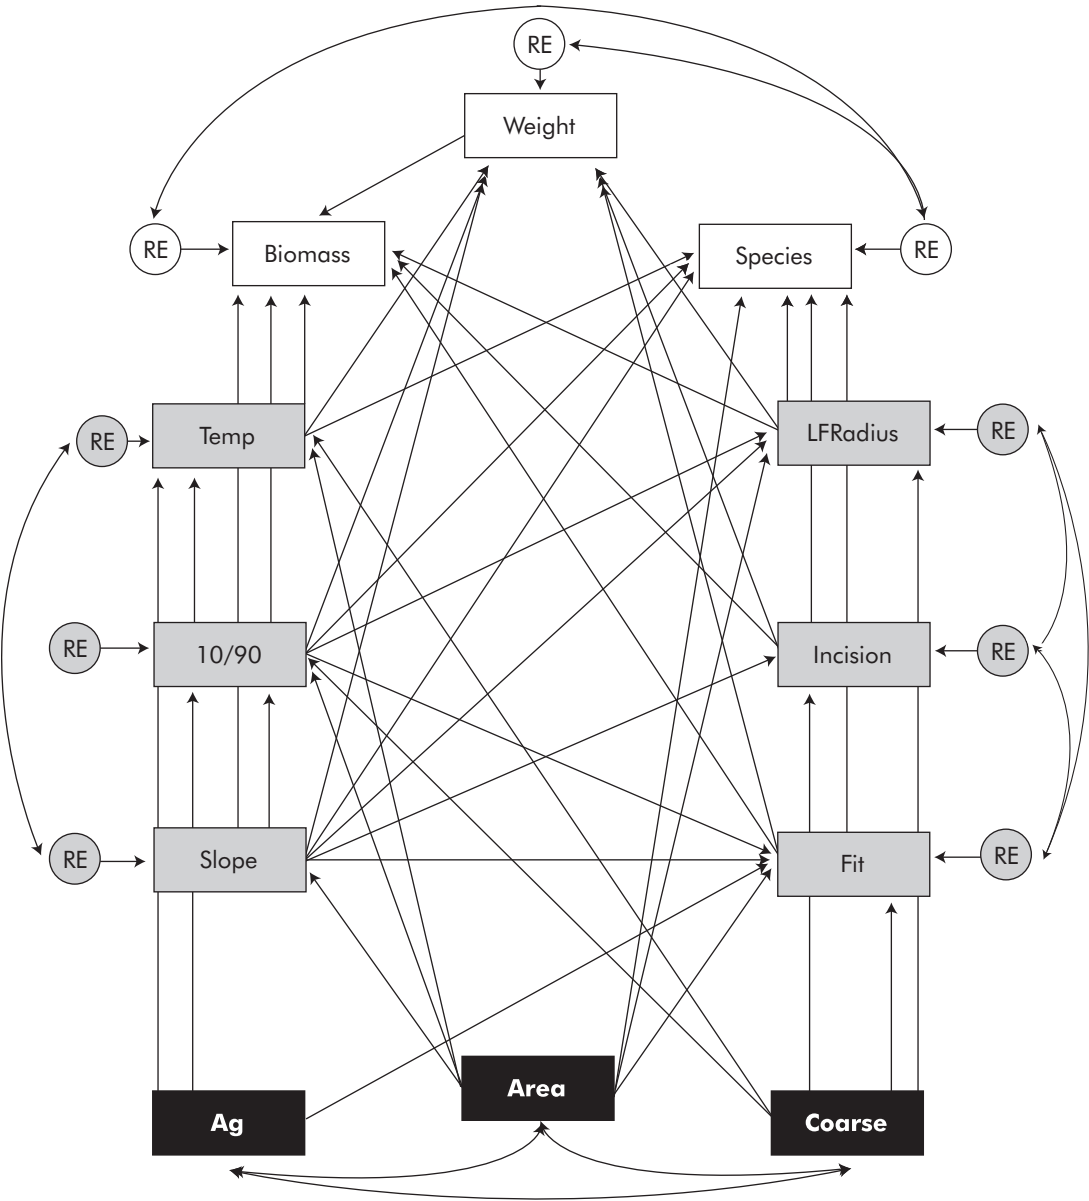 RE
Weight
RE
Biomass
Species
RE
RE
Temp
LFRadius
RE
RE
10/90
Incision
RE
RE
Slope
Fit
RE
Ag
Area
Coarse